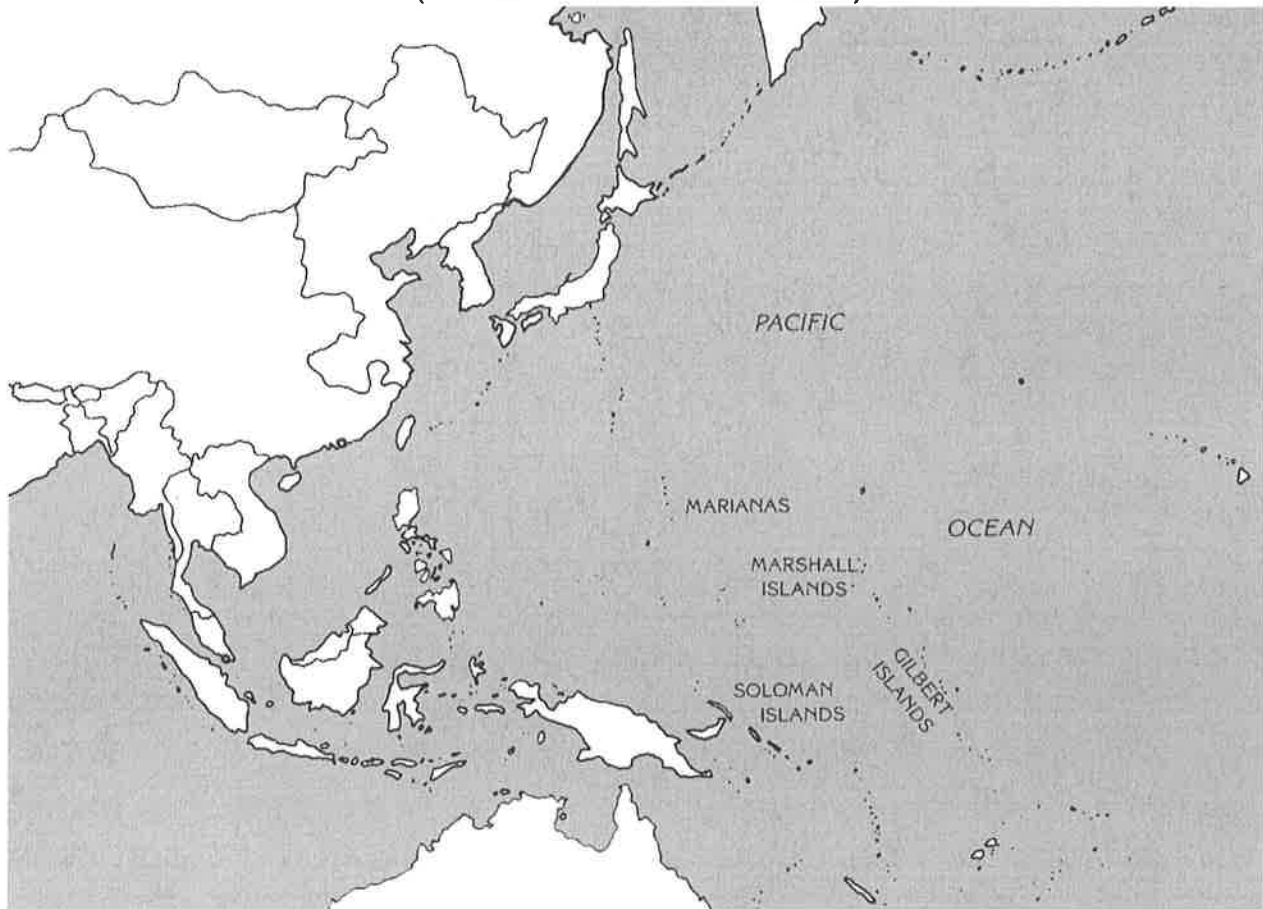 PACIFIC
MARIANAS
OCEAN
MARSHALL
ISLANDS
GILBERT
ISLANDS
SOLOMAN
ISLANDS